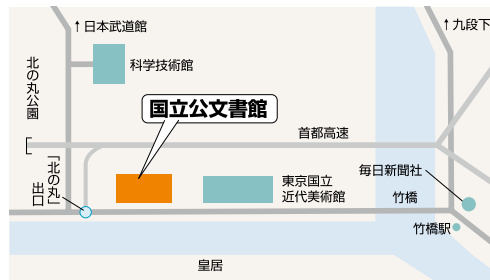 ↑日本武道館
↑九段下
科学技術館
北の丸公園
国立公文書館
首都高速
「北の丸」
出口
東京国立
近代美術館
毎日新聞社
竹橋
竹橋駅
皇居